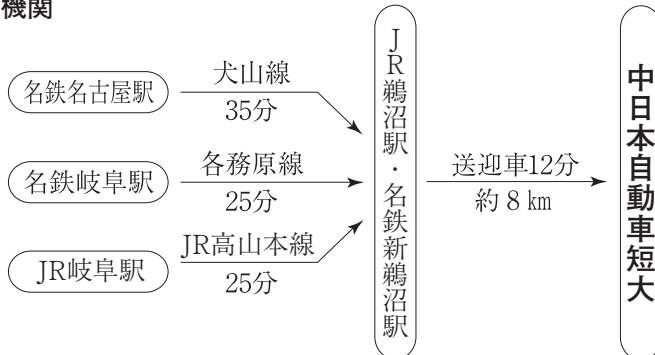 機関
名鉄名古屋駅
犬山線
35分
名鉄岐阜駅
各務原線
25分
JR岐阜駅
JR高山本線
25分
JR鵜沼駅・名鉄新鵜沼駅
送迎車12分
約8km
中日本自動車短大